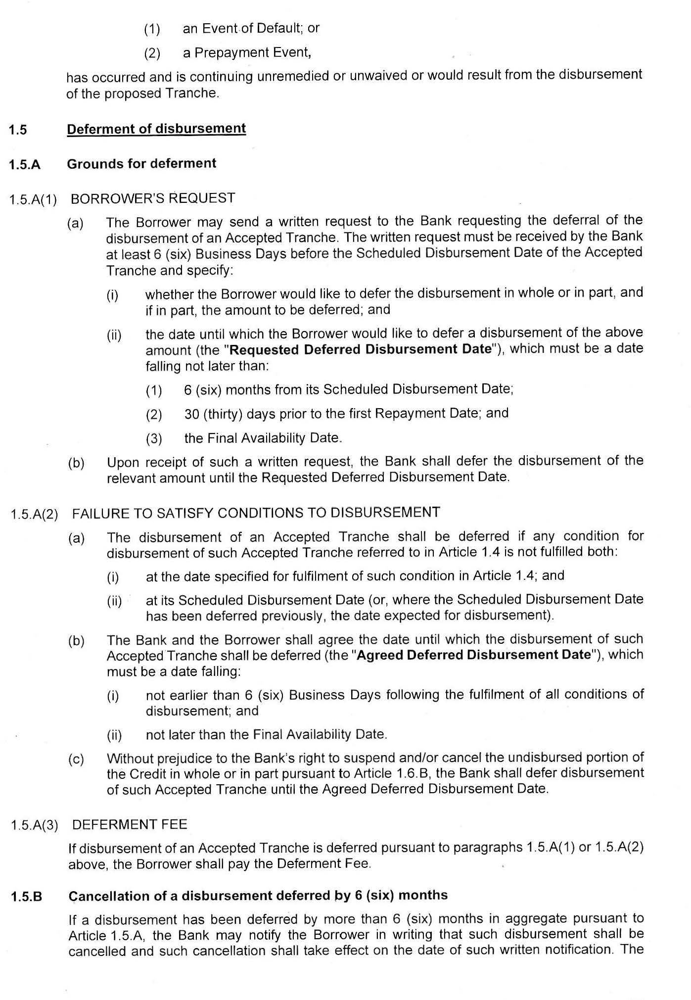 (1) an Event of Default; or
(2) a Prepayment Event,
has occurred and is continuing unremedied or unwaived or would result from the disbursement
of the proposed Tranche.
1.5 Deferment of disbursement
1.5.A Grounds for deferment
1.5.A(1) BORROWER'S REQUEST
(a) The Borrower may send a written request to the Bank requesting the deferral of the
disbursement of an Accepted Tranche. The written request must be received by the Bank
at least 6 (six) Business Days before the Scheduled Disbursement Date of the Accepted
Tranche and specify:
(i) whether the Borrower would like to defer the disbursement in whole or in part, and
if in part, the amount to be deferred; and
(ii) the date until which the Borrower would like to defer a disbursement of the above
amount (the "Requested Deferred Disbursement Date"), which must be a date
falling not later than:
(1) 6 (six) months from its Scheduled Disbursement Date;
(2) 30 (thirty) days prior to the first Repayment Date; and
(3) the Final Availability Date.
(b) Upon receipt of such a written request, the Bank shall defer the disbursement of the
relevant amount until the Requested Deferred Disbursement Date.
1.5.A(2) FAILURE TO SATISFY CONDITIONS TO DISBURSEMENT
(a) The disbursement of an Accepted Tranche shall be deferred if any condition for
disbursement of such Accepted Tranche referred to in Article 1.4 is not fulfilled both:
(i) at the date specified for fulfilment of such condition in Article 1.4; and
(ii) at its Scheduled Disbursement Date (or, where the Scheduled Disbursement Date
has been deferred previously, the date expected for disbursement).
(b) The Bank and the Borrower shall agree the date until which the disbursement of such
Accepted Tranche shall be deferred (the "Agreed Deferred Disbursement Date"), which
must be a date falling:
(i) not earlier than 6 (six) Business Days following the fulfilment of all conditions of
disbursement; and
(ii) not later than the Final Availability Date.
(c) Without prejudice to the Bank's right to suspend and/or cancel the undisbursed portion of
the Credit in whole or in part pursuant to Article 1.6.B, the Bank shall defer disbursement
of such Accepted Tranche until the Agreed Deferred Disbursement Date.
1.5.A(3) DEFERMENT FEE
If disbursement of an Accepted Tranche is deferred pursuant to paragraphs 1.5.A(1) or 1.5.A(2)
above, the Borrower shall pay the Deferment Fee.
1.5.B Cancellation of a disbursement deferred by 6 (six) months
If a disbursement has been deferred by more than 6 (six) months in aggregate pursuant to
Article 1.5.A, the Bank may notify the Borrower in writing that such disbursement shall be
cancelled and such cancellation shall take effect on the date of such written notification. The